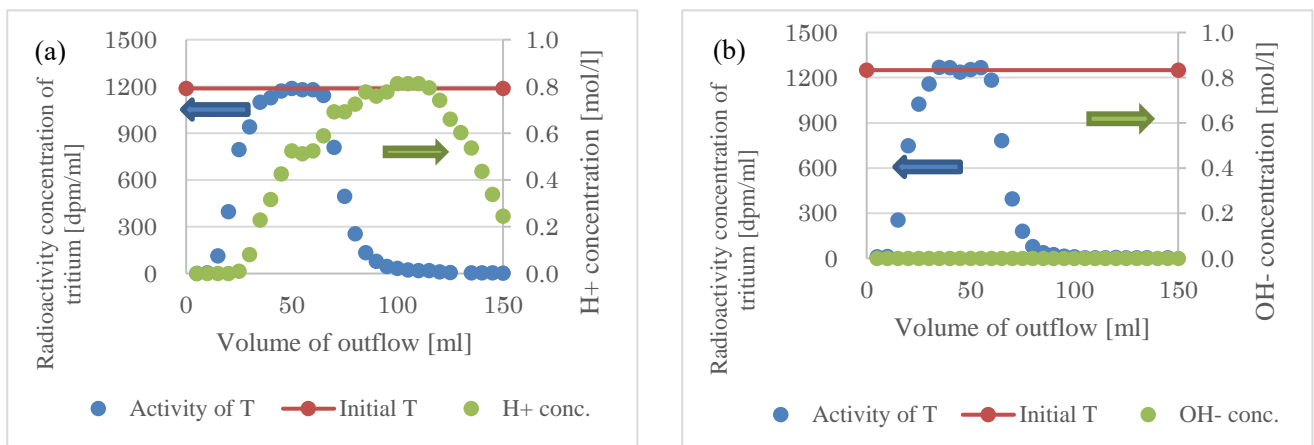 (a)
1500
1200
900
600
300
0
Radioactivity concentration of
tritium [dpm/ml]
1.0
0.8
0.6
0.4
0.2
0.0
H+ concentration [mol/l]
0
50
100
150
Volume of outflow [ml]
Activity of T
Initial T
H+ conc.
(b)
1500
1200
900
600
300
0
Radioactivity concentration of
tritium [dpm/ml]
1.0
0.8
0.6
0.4
0.2
0.0
OH- concentration [mol/l]
0
50
100
150
Volume of outflow [ml]
Activity of T
Initial T
OH- conc.